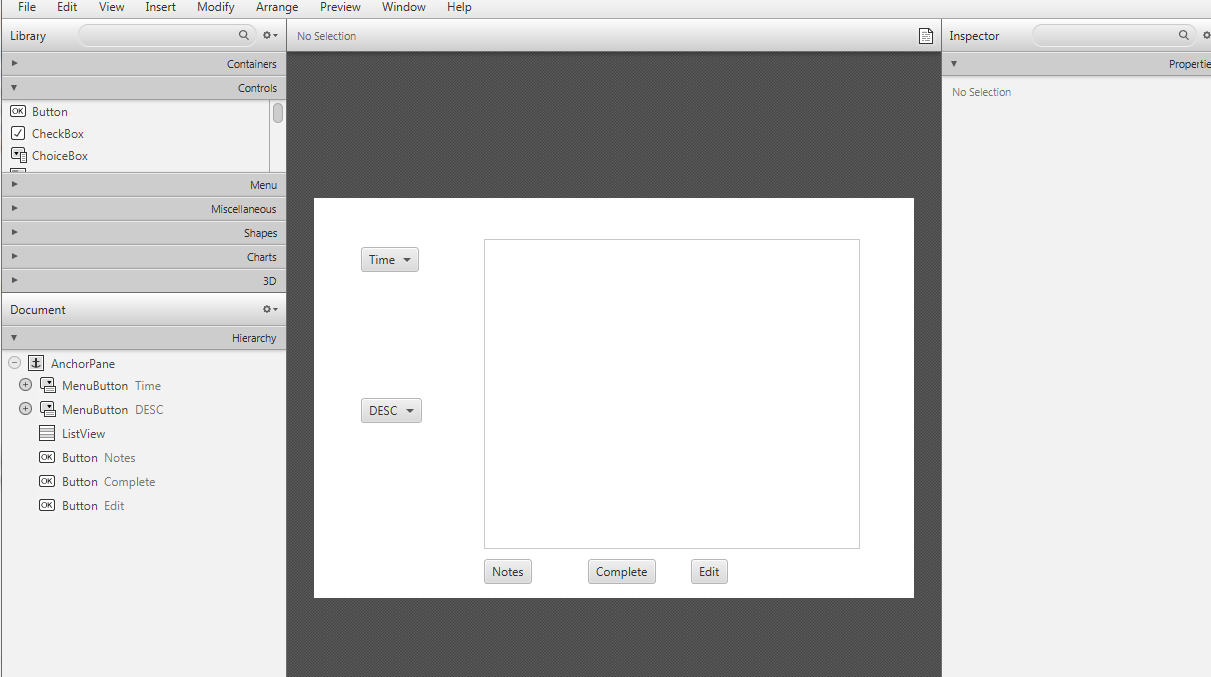 File Edit View Insert Modify Arrange Preview Window Help
Library
No Selection
Inspector
Containers
Propertie
Controls
No Selection
OK Button
CheckBox
ChoiceBox
Menu
Miscellaneous
Shapes
Charts
3D
Document
Hierarchy
AnchorPane
MenuButton Time
MenuButton DESC
ListView
OK Button Notes
OK Button Complete
OK Button Edit
Time
DESC
Notes Complete Edit